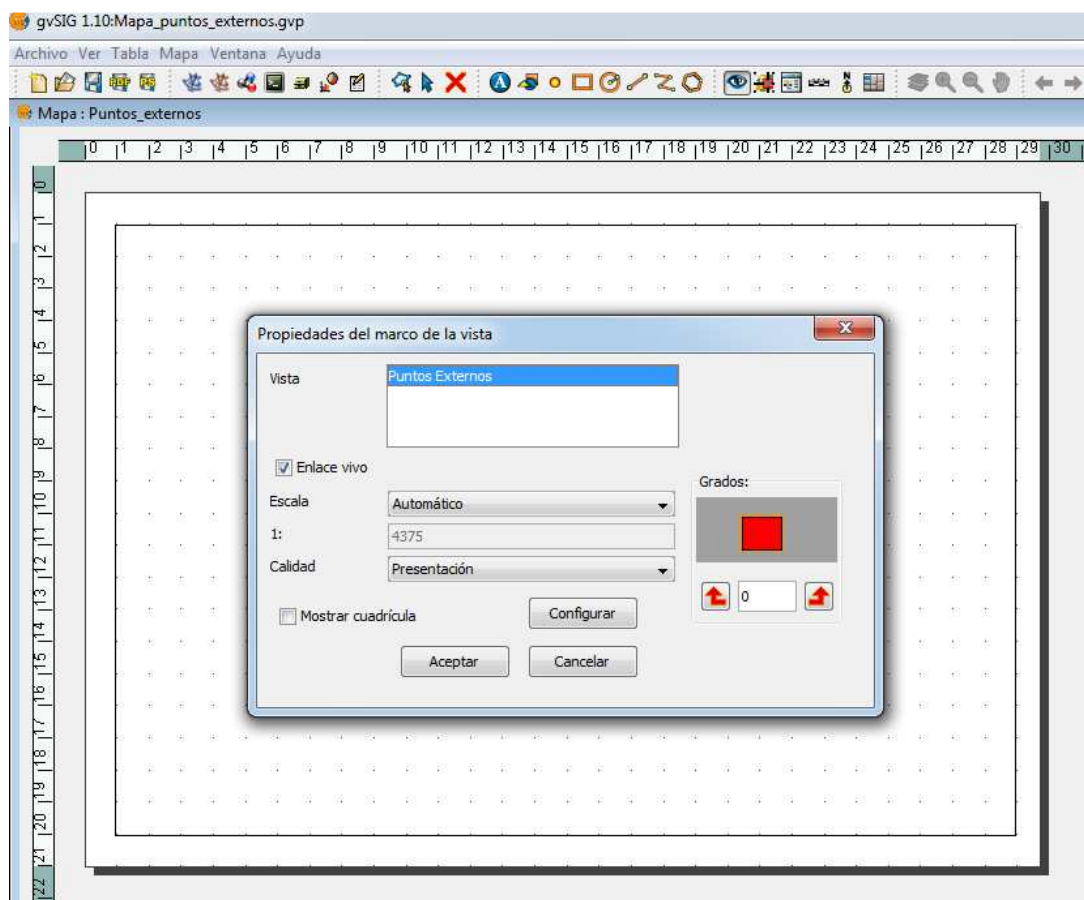 gvSIG 1.10:Mapa_puntos_externos.gvp
Archivo Ver Tabla Mapa Ventana Ayuda
Mapa : Puntos_externos
0 1 2 3 4 5 6 7 8 9 10 11 12 13 14 15 16 17 18 19 20 21 22 23 24 25 26 27 28 29 30
0 1 2 3 4 5 6 7 8 9 10 11 12 13 14 15 16 17 18 19 20 21 22
Propiedades del marco de la vista
Vista
Puntos Externos
Enlace vivo
Grados:
Escala
Automático
1:
4375
Calidad
Presentación
0
Mostrar cuadrícula
Configurar
Aceptar
Cancelar